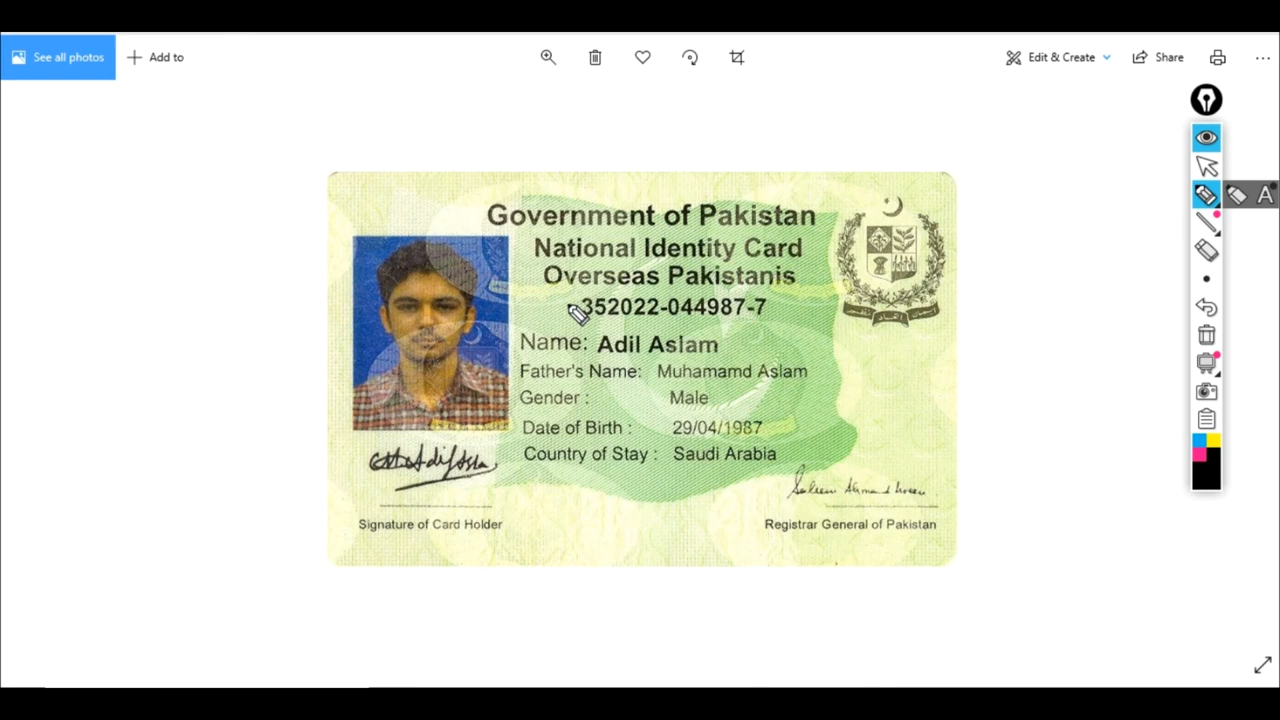 See all photos
Add to
Edit & Create
Share
A
Government of Pakistan
National Identity Card
Overseas Pakistanis
352022-044987-7
Name: Adil Aslam
Father's Name: Muhamamd Aslam
Gender : Male
Date of Birth : 29/04/1987
Country of Stay : Saudi Arabia
Signature of Card Holder
Registrar General of Pakistan